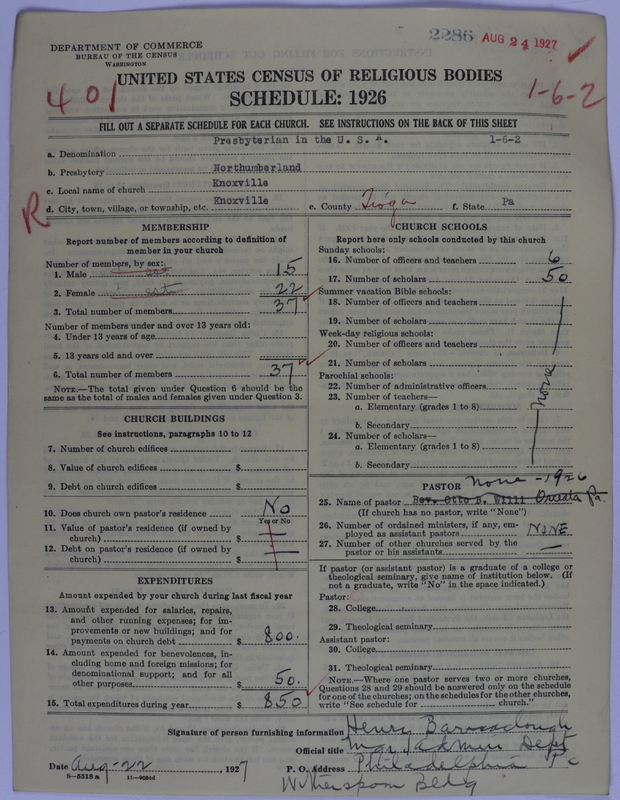 2286 AUG 24 1927
DEPARTMENT OF COMMERCE
BUREAU OF THE CENSUS
WASHINGTON
UNITED STATES CENSUS OF RELIGIOUS BODIES
401
SCHEDULE: 1926
1-6-2
FILL OUT A SEPARATE SCHEDULE FOR EACH CHURCH. SEE INSTRUCTIONS ON THE BACK OF THIS SHEET
a. Denomination Presbyterian in the U. S. A. 1-6-2
b. Presbytery Northumberland
c. Local name of church Knoxville
R
d. City, town, village, or township, etc. Knoxville e. County Tioga f. State Pa
MEMBERSHIP
Report number of members according to definition of member in your church
Number of members, by sex:
1. Male 15
2. Female 22
3. Total number of members 37
Number of members under and over 13 years old:
4. Under 13 years of age
5. 13 years old and over
6. Total number of members 37
NOTE.—The total given under Question 6 should be the
same as the total of males and females given under Question 3.
CHURCH BUILDINGS
See instructions, paragraphs 10 to 12
7. Number of church edifices
8. Value of church edifices $
9. Debt on church edifices $
10. Does church own pastor's residence No
Yes or No
11. Value of pastor's residence (if owned by
church) $ —
12. Debt on pastor's residence (if owned by
church) $ —
EXPENDITURES
Amount expended by your church during last fiscal year
13. Amount expended for salaries, repairs,
and other running expenses; for im-
provements or new buildings; and for
payments on church debt $ 800.
14. Amount expended for benevolences, in-
cluding home and foreign missions; for
denominational support; and for all
other purposes $ 50.
15. Total expenditures during year $ 850
CHURCH SCHOOLS
Report here only schools conducted by this church
Sunday schools:
16. Number of officers and teachers 6
17. Number of scholars 50
Summer vacation Bible schools:
18. Number of officers and teachers
19. Number of scholars
Week-day religious schools:
20. Number of officers and teachers
21. Number of scholars
Parochial schools:
22. Number of administrative officers
none
23. Number of teachers—
a. Elementary (grades 1 to 8)
b. Secondary
24. Number of scholars—
a. Elementary (grades 1 to 8)
b. Secondary
PASTOR none - 1926
25. Name of pastor Rev. Otto B. Pa.
(If church has no pastor, write "None")
26. Number of ordained ministers, if any, em-
ployed as assistant pastors NONE
27. Number of other churches served by the
pastor or his assistants —
If pastor (or assistant pastor) is a graduate of a college or
theological seminary, give name of institution below. (If
not a graduate, write "No" in the space indicated.)
Pastor:
28. College
29. Theological seminary
Assistant pastor:
30. College
31. Theological seminary
NOTE.—Where one pastor serves two or more churches,
Questions 28 and 29 should be answered only on the schedule
for one of the churches; on the schedules for the other churches,
write "See schedule for church."
Signature of person furnishing information Henry Barraclough
Official title Mgr. Admin Dept
Date Aug-22, 1927 P. O. Address Philadelphia Pa
8-5518a 11-9034d
Witherspoon Bldg